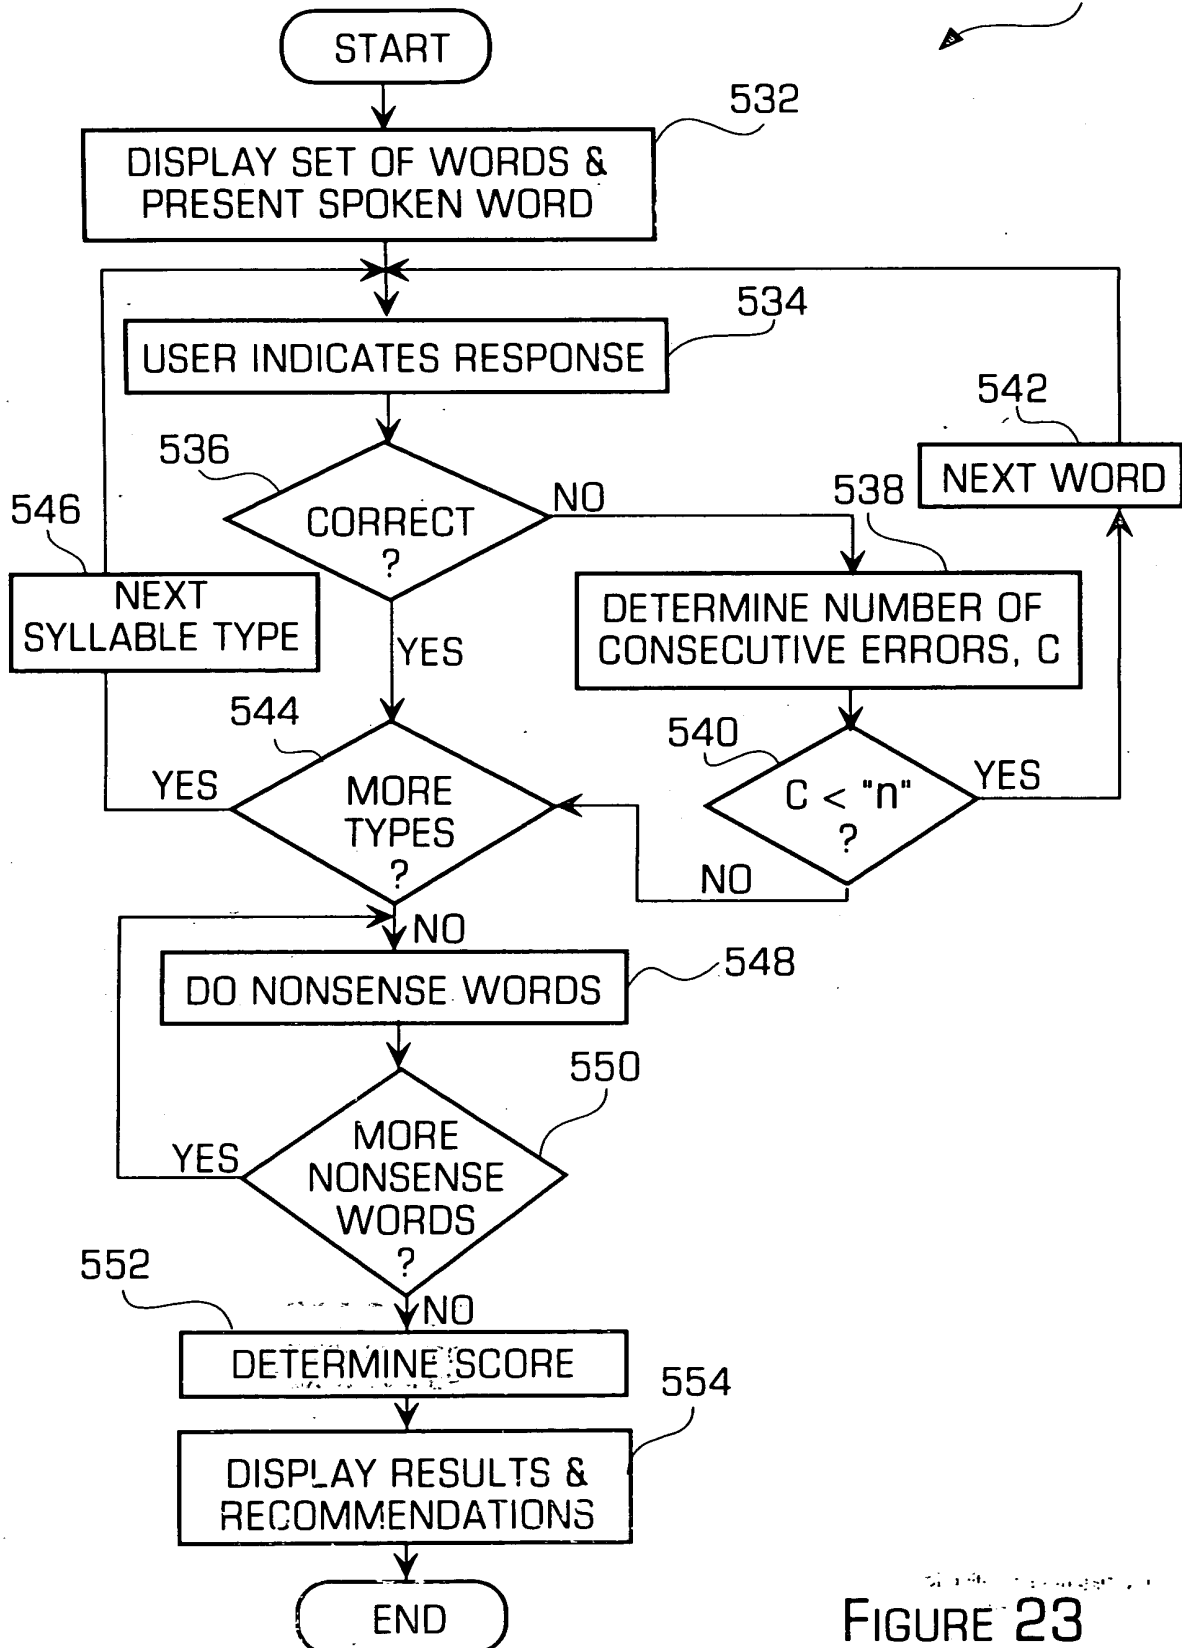 START
532
DISPLAY SET OF WORDS &
PRESENT SPOKEN WORD
534
USER INDICATES RESPONSE
542
NEXT WORD
536
CORRECT
?
NO
538
546
NEXT
SYLLABLE TYPE
DETERMINE NUMBER OF
CONSECUTIVE ERRORS, C
YES
544
540
YES
MORE
TYPES
?
C < "n"
?
YES
NO
NO
DO NONSENSE WORDS
548
550
YES
MORE
NONSENSE
WORDS
?
552
NO
DETERMINE SCORE
554
DISPLAY RESULTS &
RECOMMENDATIONS
END
FIGURE 23